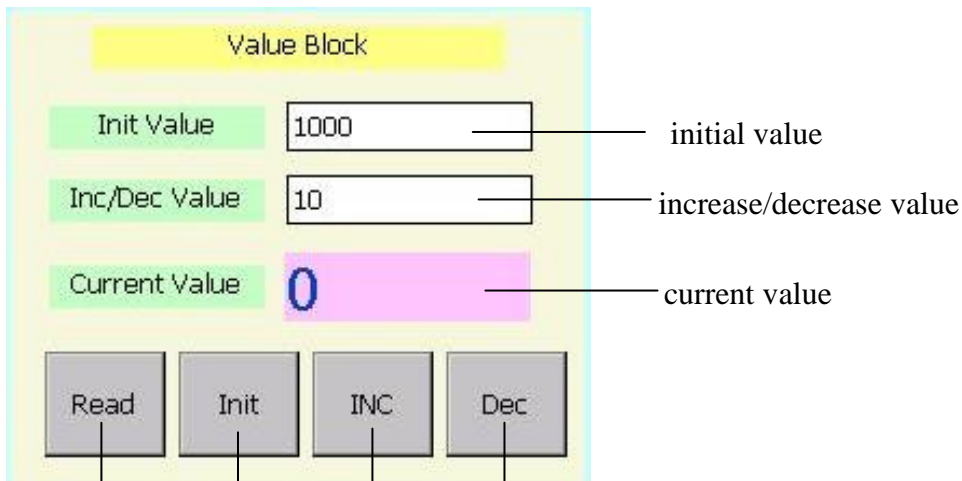 Value Block
Init Value 1000 initial value
Inc/Dec Value 10 increase/decrease value
Current Value 0 current value
Read Init INC Dec